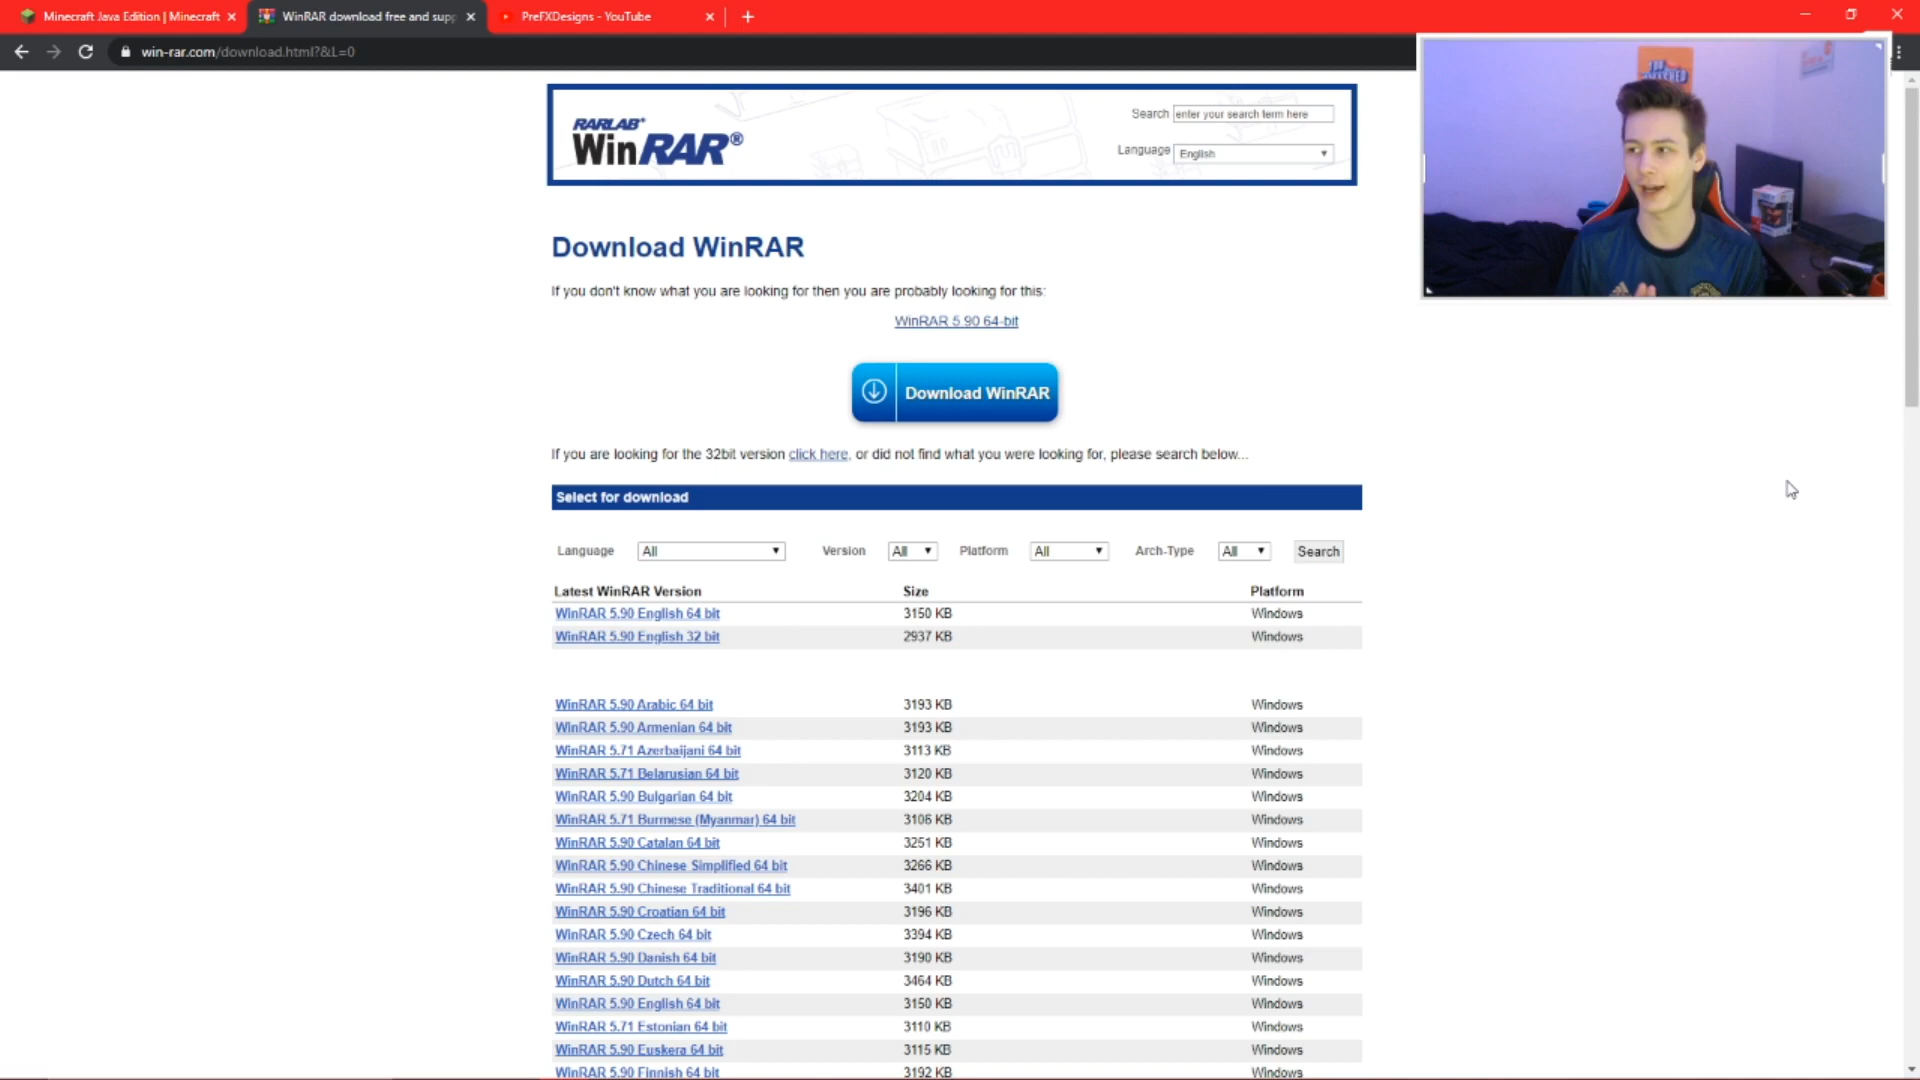 Minecraft Java Edition | Minecraft
WinRAR download free and supp
PreFXDesigns - YouTube
win-rar.com/download.html?&L=0
RARLAB®
WinRAR®
Search enter your search term here
Language English
Download WinRAR
If you don't know what you are looking for then you are probably looking for this:
WinRAR 5.90 64-bit
Download WinRAR
If you are looking for the 32bit version click here, or did not find what you were looking for, please search below...
Select for download
Language All Version All Platform All Arch-Type All Search
Latest WinRAR Version Size Platform
WinRAR 5.90 English 64 bit 3150 KB Windows
WinRAR 5.90 English 32 bit 2937 KB Windows
WinRAR 5.90 Arabic 64 bit 3193 KB Windows
WinRAR 5.90 Armenian 64 bit 3193 KB Windows
WinRAR 5.71 Azerbaijani 64 bit 3113 KB Windows
WinRAR 5.71 Belarusian 64 bit 3120 KB Windows
WinRAR 5.90 Bulgarian 64 bit 3204 KB Windows
WinRAR 5.71 Burmese (Myanmar) 64 bit 3106 KB Windows
WinRAR 5.90 Catalan 64 bit 3251 KB Windows
WinRAR 5.90 Chinese Simplified 64 bit 3266 KB Windows
WinRAR 5.90 Chinese Traditional 64 bit 3401 KB Windows
WinRAR 5.90 Croatian 64 bit 3196 KB Windows
WinRAR 5.90 Czech 64 bit 3394 KB Windows
WinRAR 5.90 Danish 64 bit 3190 KB Windows
WinRAR 5.90 Dutch 64 bit 3464 KB Windows
WinRAR 5.90 English 64 bit 3150 KB Windows
WinRAR 5.71 Estonian 64 bit 3110 KB Windows
WinRAR 5.90 Euskera 64 bit 3115 KB Windows
WinRAR 5.90 Finnish 64 bit 3192 KB Windows